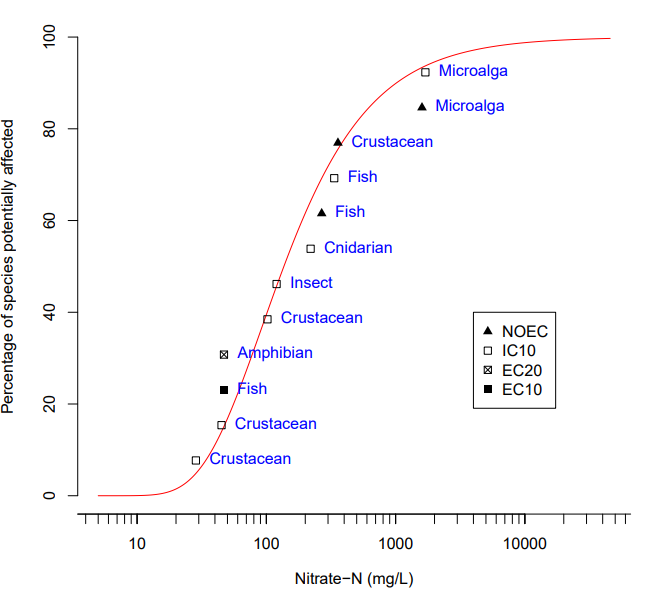 100
80
60
40
20
0
Percentage of species potentially affected
Microalga
Microalga
Crustacean
Fish
Fish
Cnidarian
Insect
Crustacean
Amphibian
Fish
Crustacean
Crustacean
NOEC
IC10
EC20
EC10
10 100 1000 10000
Nitrate−N (mg/L)